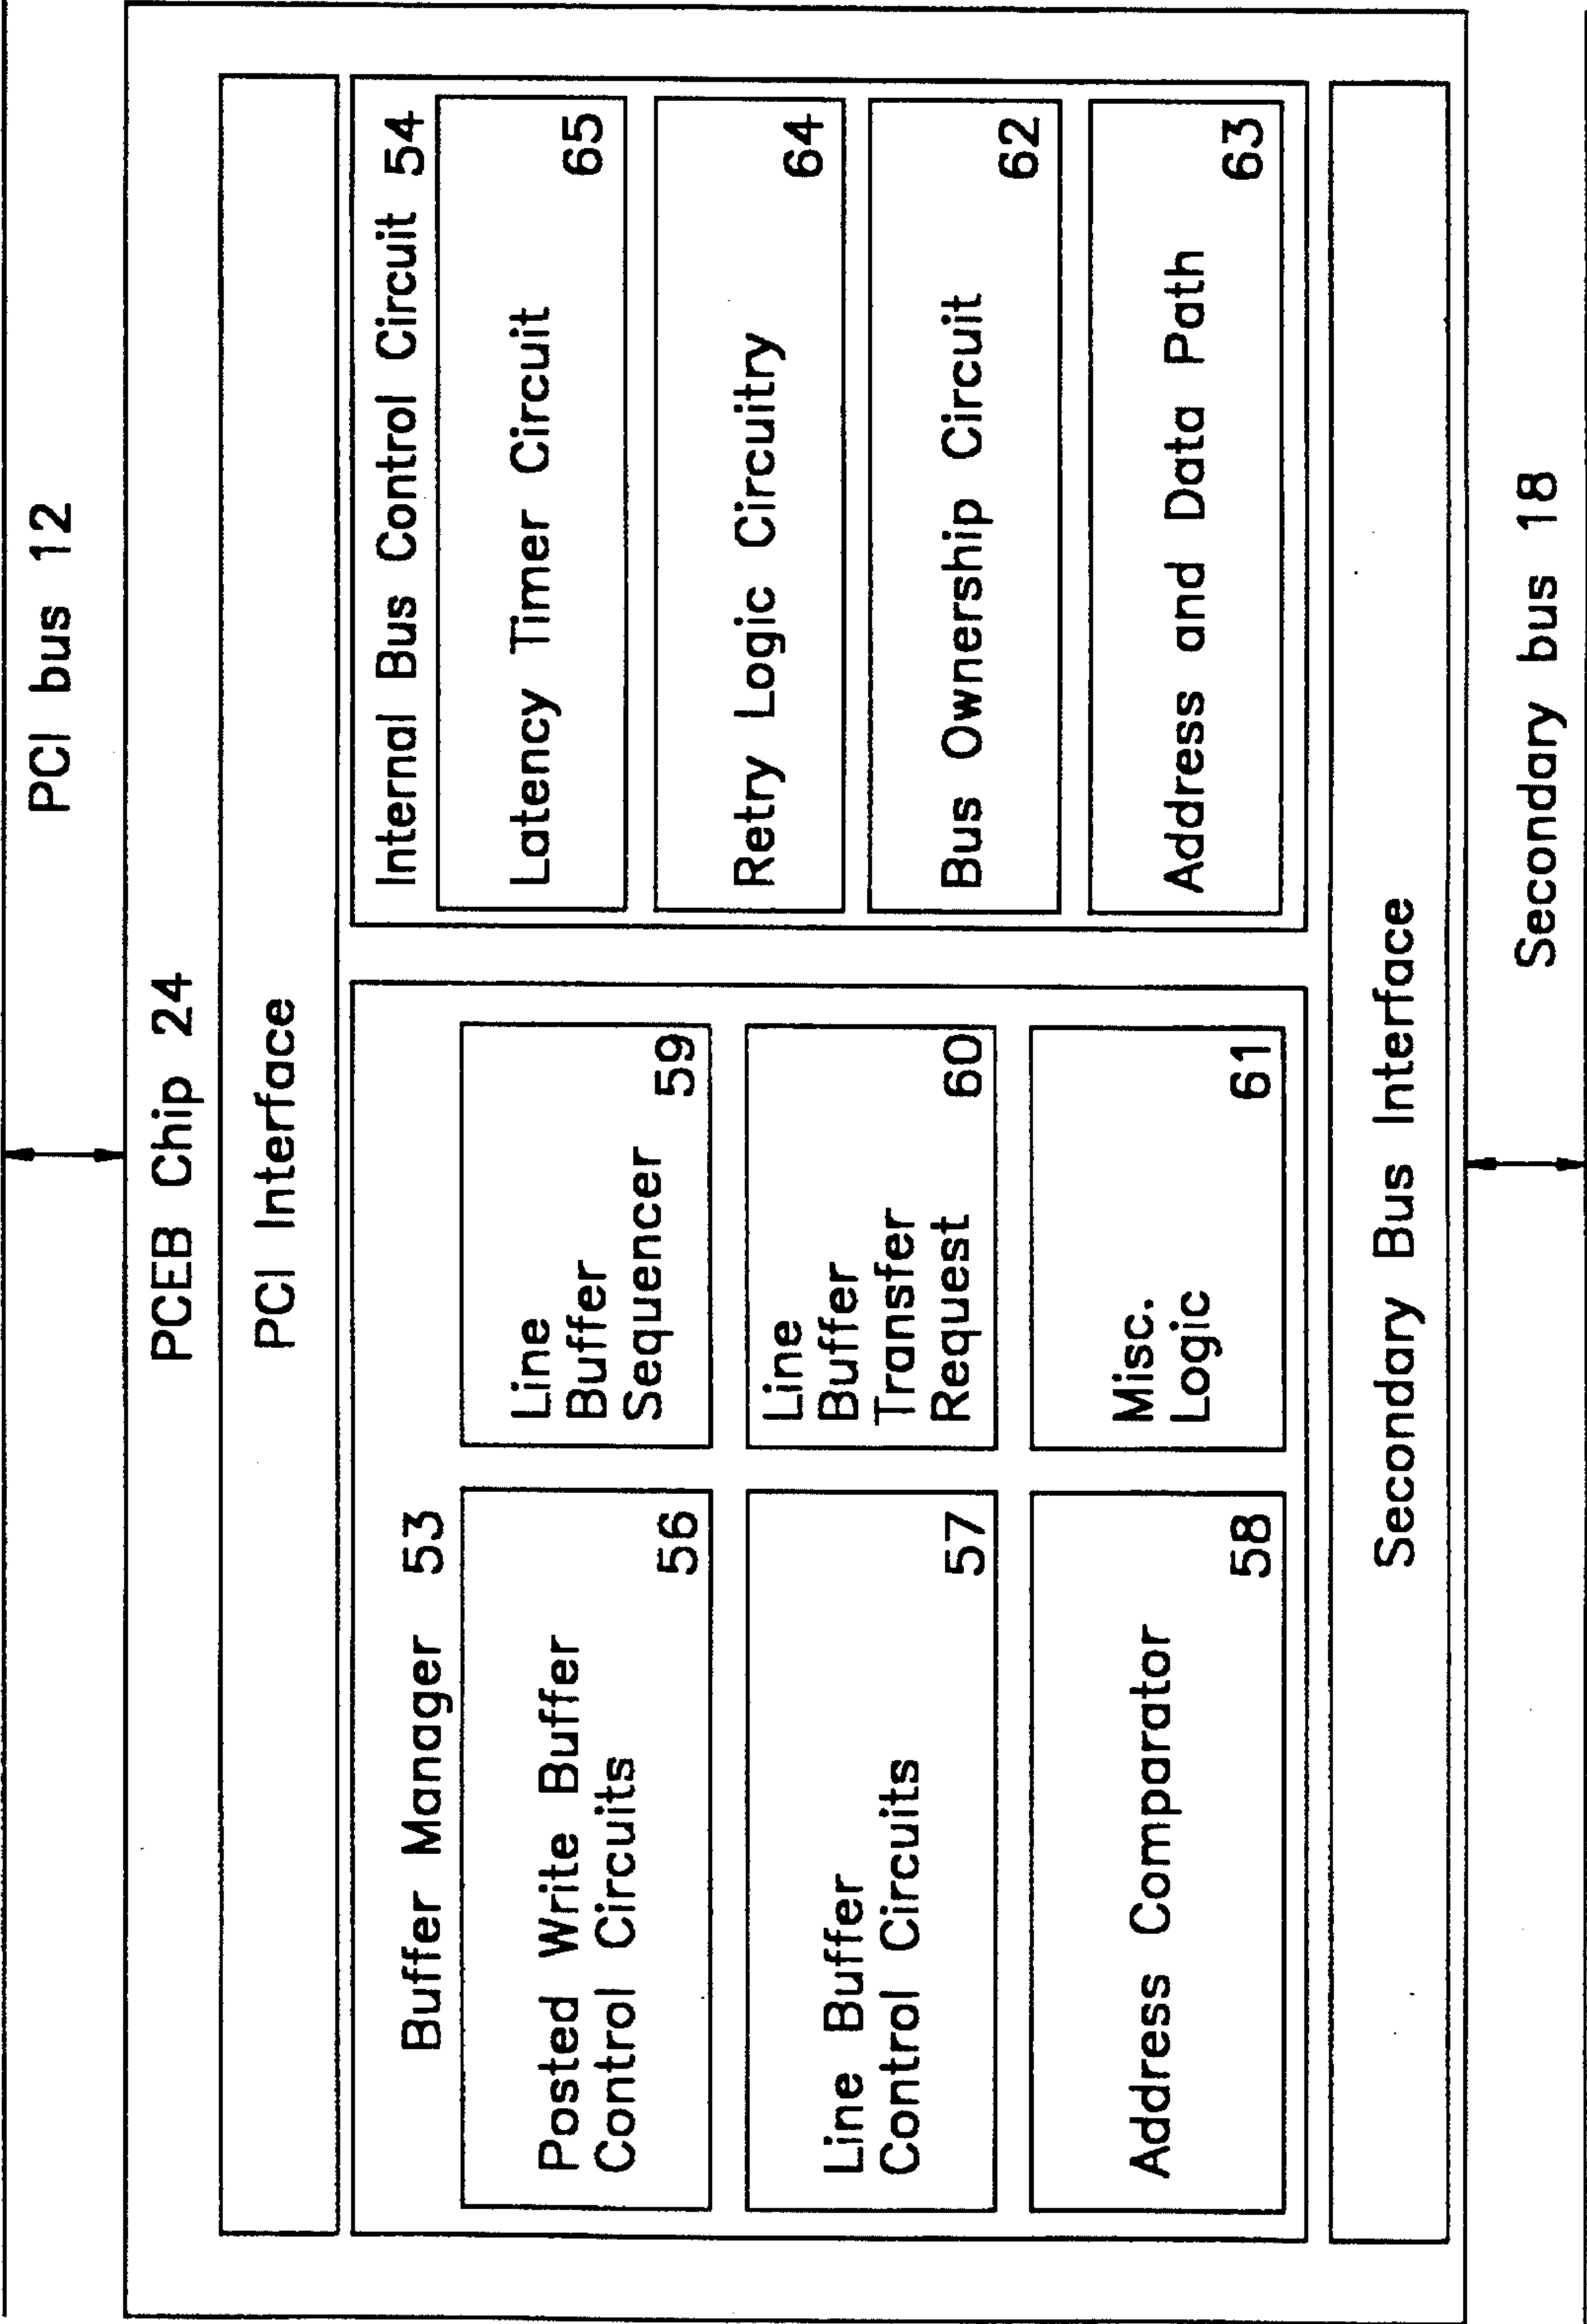 PCI bus 12
PCEB Chip 24
PCI Interface
Buffer Manager 53
Posted Write Buffer
Control Circuits
56
Line
Buffer
Sequencer
59
Line Buffer
Control Circuits
57
Line
Buffer
Transfer
Request
60
Address Comparator
58
Misc.
Logic
61
Internal Bus Control Circuit 54
Latency Timer Circuit
65
Retry Logic Circuitry
64
Bus Ownership Circuit
62
Address and Data Path
63
Secondary Bus Interface
Secondary bus 18